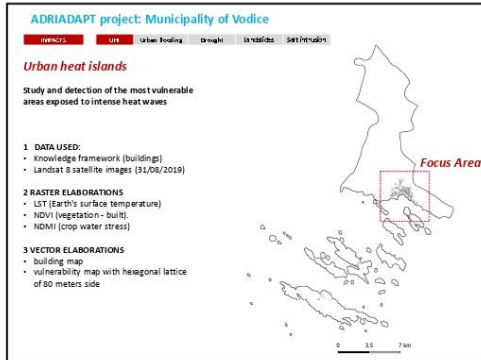 ADRIADAPT project: Municipality of Vodice
IMPACTS UHI Urban flooding Drought Landslides Salt intrusion
Urban heat islands
Study and detection of the most vulnerable
areas exposed to intense heat waves
Focus Area
1 DATA USED:
• Knowledge framework (buildings)
• Landsat 8 satellite images (31/08/2019)
2 RASTER ELABORATIONS
• LST (Earth's surface temperature)
• NDVI (vegetation - built).
• NDMI (crop water stress)
3 VECTOR ELABORATIONS
• building map
• vulnerability map with hexagonal lattice
of 80 meters side
0 3.5 7 km